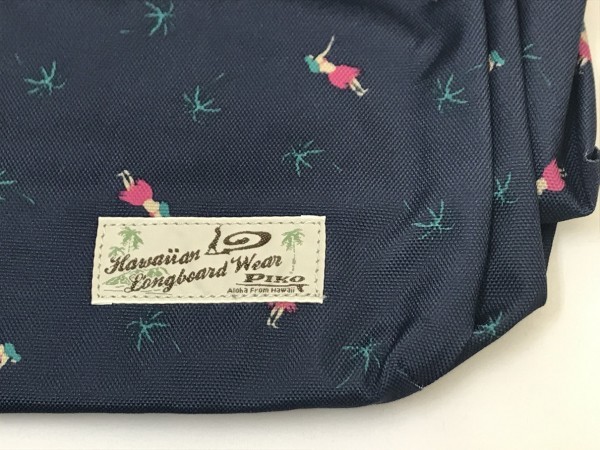 Hawaiian
Longboard Wear
PIKO
Aloha From Hawaii